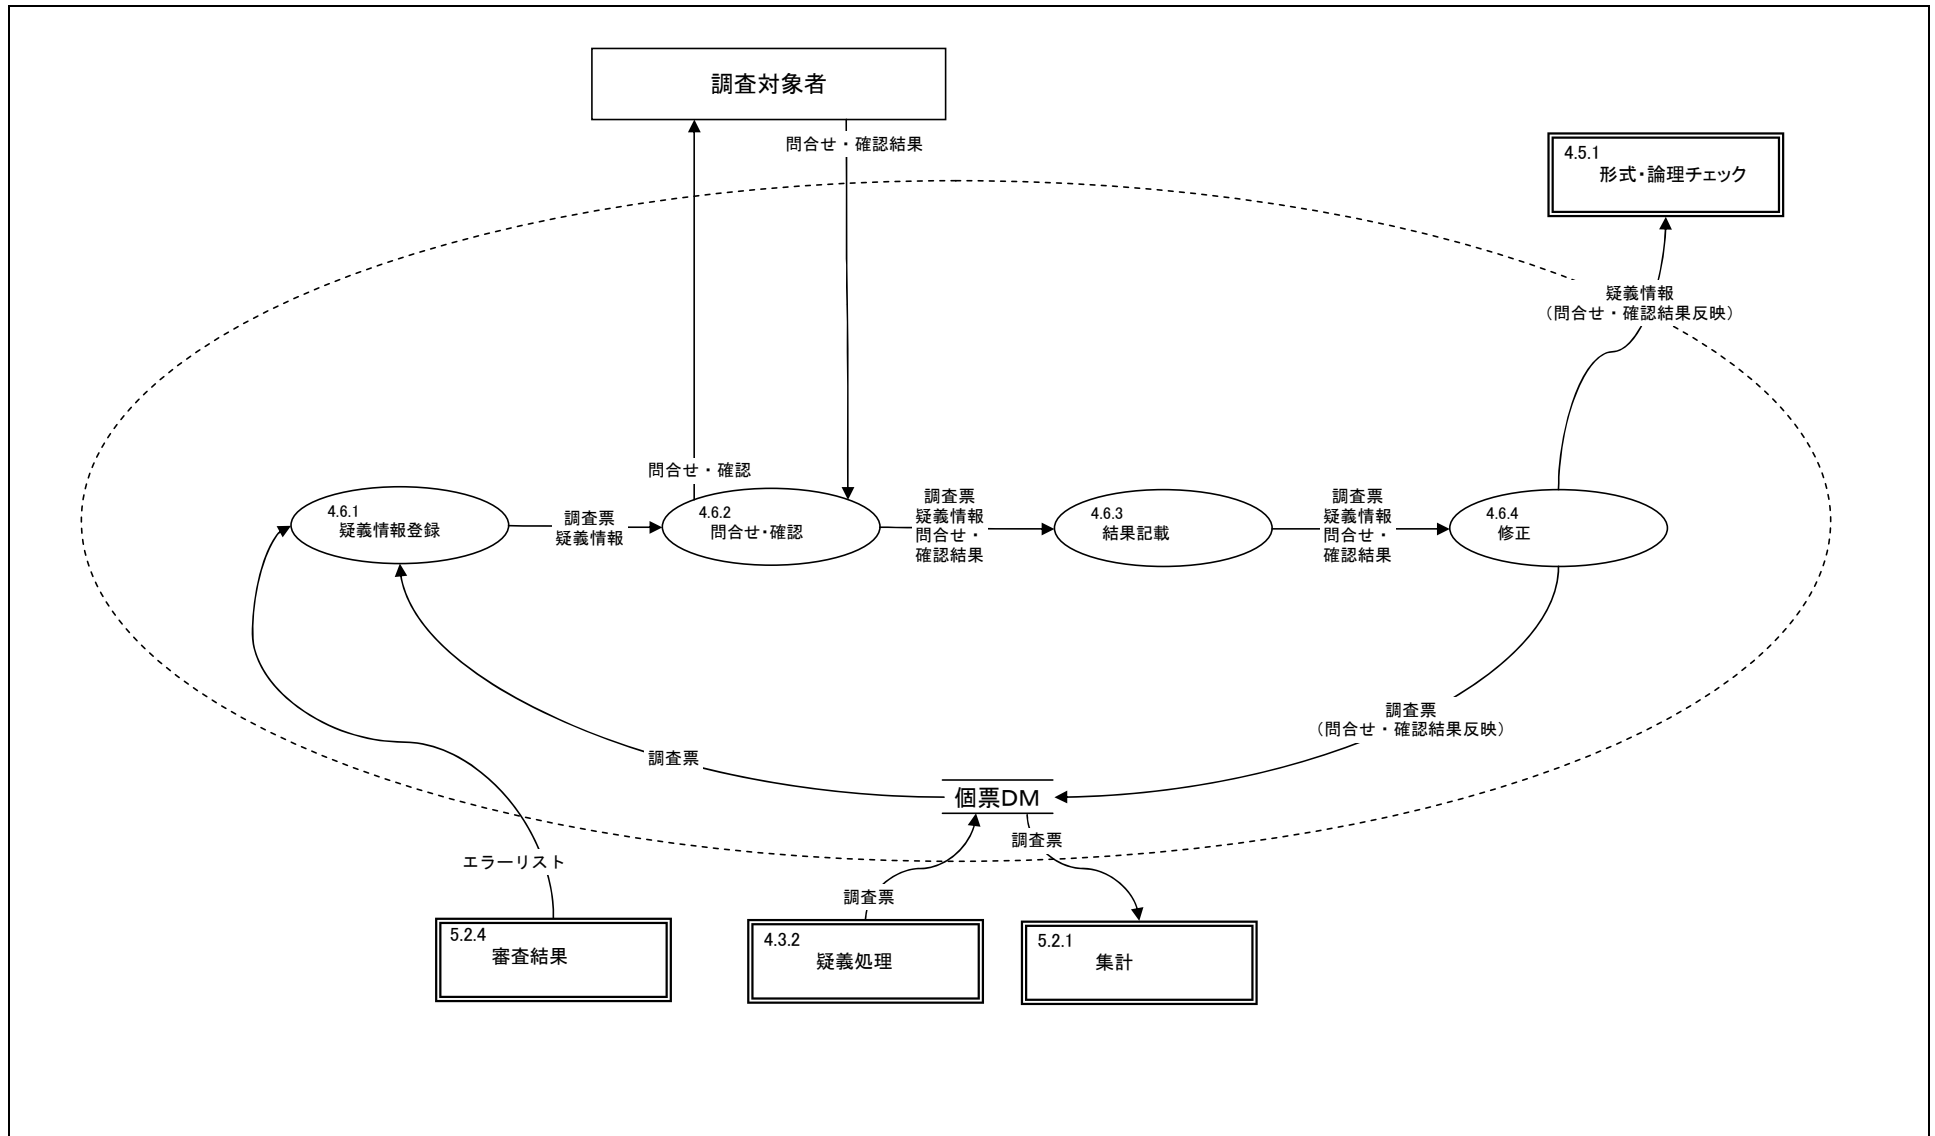 調査対象者
問合せ・確認結果
4.5.1
形式・論理チェック
疑義情報
（問合せ・確認結果反映）
問合せ・確認
4.6.1
疑義情報登録
調査票
疑義情報
4.6.2
問合せ・確認
調査票
疑義情報
問合せ・
確認結果
4.6.3
結果記載
調査票
疑義情報
問合せ・
確認結果
4.6.4
修正
調査票
（問合せ・確認結果反映）
調査票
個票DM
調査票
エラーリスト
調査票
5.2.4
審査結果
4.3.2
疑義処理
5.2.1
集計